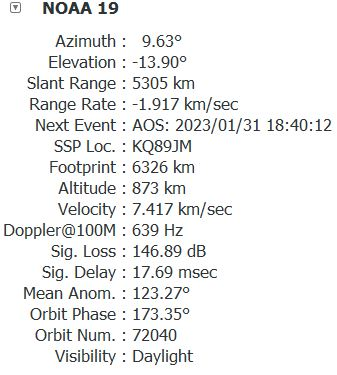 NOAA 19
Azimuth : 9.63°
Elevation : -13.90°
Slant Range : 5305 km
Range Rate : -1.917 km/sec
Next Event : AOS: 2023/01/31 18:40:12
SSP Loc. : KQ89JM
Footprint : 6326 km
Altitude : 873 km
Velocity : 7.417 km/sec
Doppler@100M : 639 Hz
Sig. Loss : 146.89 dB
Sig. Delay : 17.69 msec
Mean Anom. : 123.27°
Orbit Phase : 173.35°
Orbit Num. : 72040
Visibility : Daylight